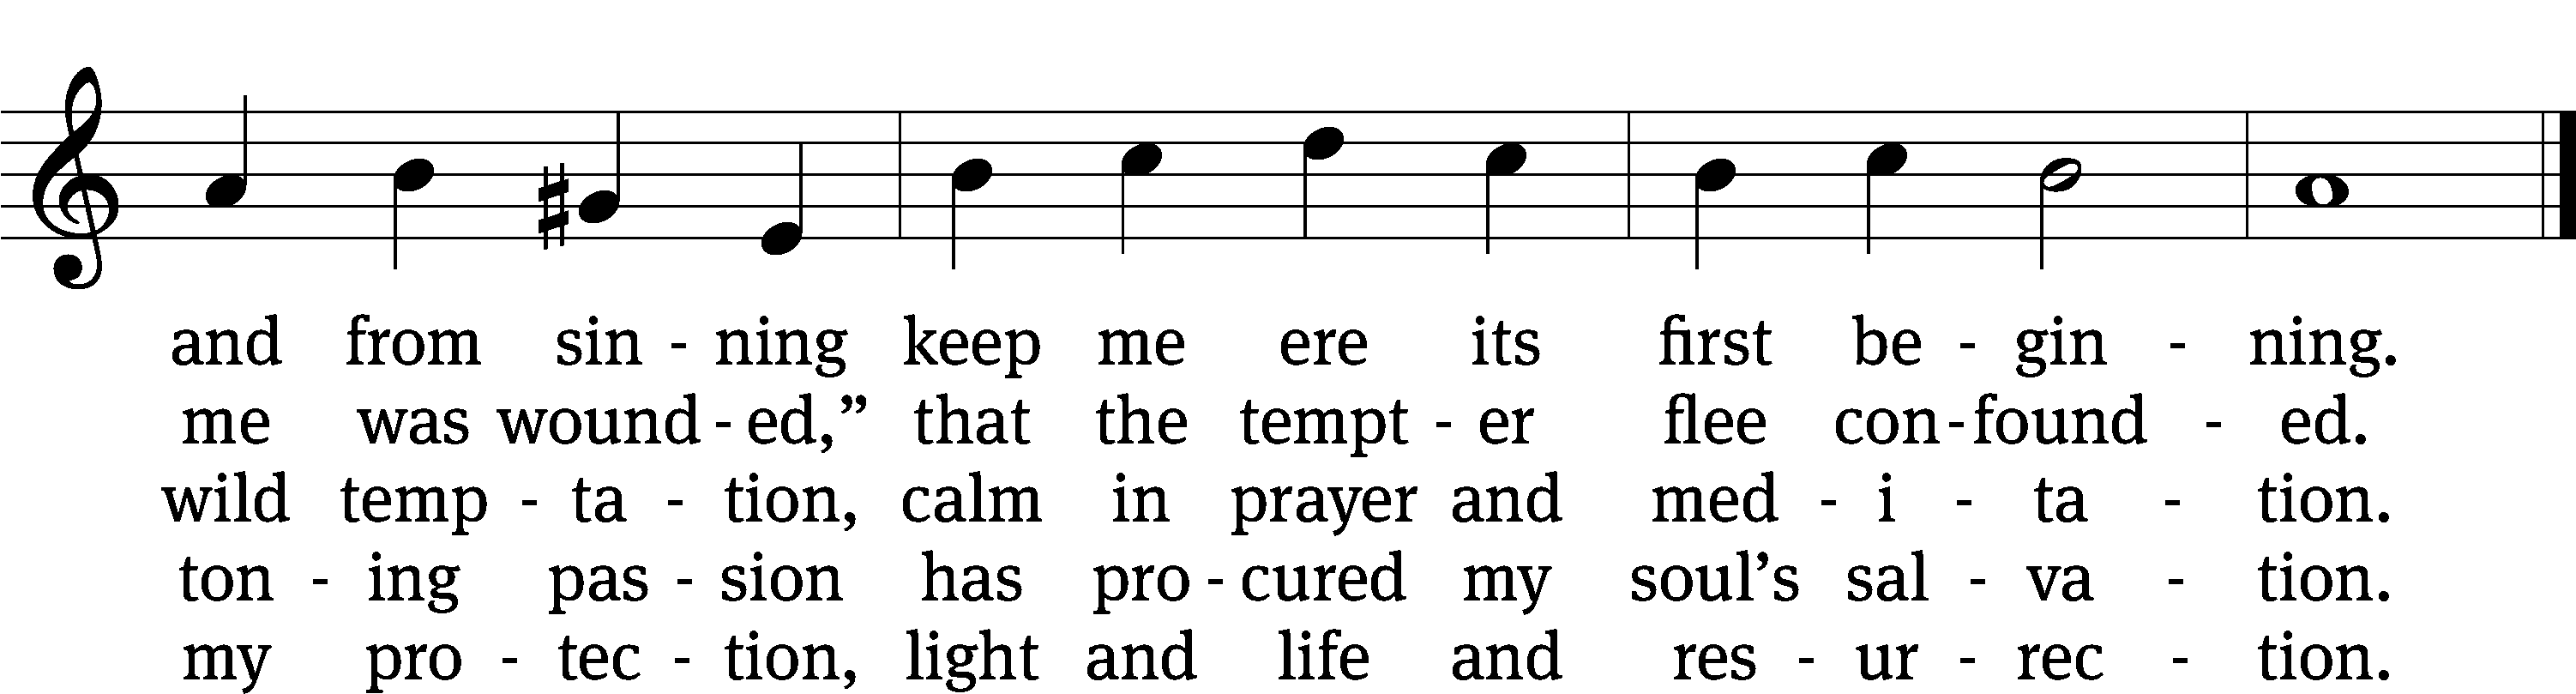 and from sin - ning keep me ere its first be - gin - ning.
me was wound - ed,” that the tempt - er flee con - found - ed.
wild temp - ta - tion, calm in prayer and med - i - ta - tion.
ton - ing pas - sion has pro - cured my soul’s sal - va - tion.
my pro - tec - tion, light and life and res - ur - rec - tion.